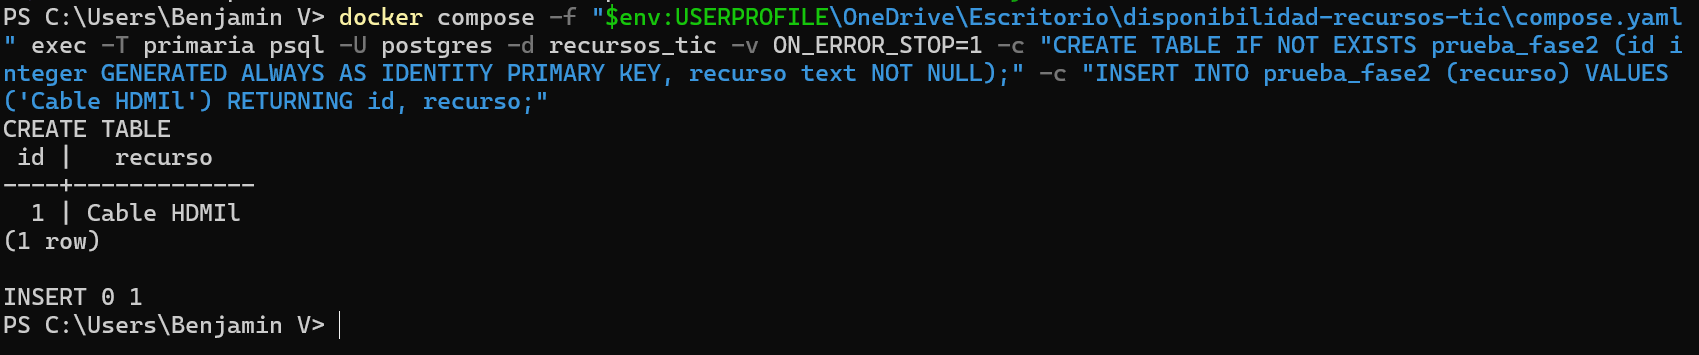 PS C:\Users\Benjamin V> docker compose -f "$env:USERPROFILE\OneDrive\Escritorio\disponibilidad-recursos-tic\compose.yaml
" exec -T primaria psql -U postgres -d recursos_tic -v ON_ERROR_STOP=1 -c "CREATE TABLE IF NOT EXISTS prueba_fase2 (id i
nteger GENERATED ALWAYS AS IDENTITY PRIMARY KEY, recurso text NOT NULL);" -c "INSERT INTO prueba_fase2 (recurso) VALUES
('Cable HDMIl') RETURNING id, recurso;"
CREATE TABLE
 id |   recurso
----+-------------
  1 | Cable HDMIl
(1 row)

INSERT 0 1
PS C:\Users\Benjamin V>